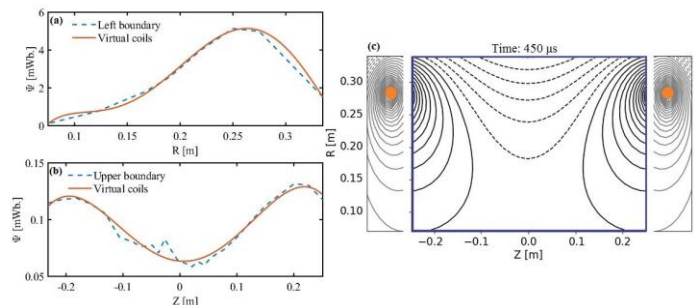 (a)
Left boundary
Virtual coils
Ψ [mWb.]
6
4
2
0
0.1 0.15 0.2 0.25 0.3
R [m]
(b)
Upper boundary
Virtual coils
Ψ [mWb.]
0.15
0.1
0.05
-0.2 -0.1 0 0.1 0.2
Z [m]
(c)
Time: 450 μs
R [m]
0.30
0.25
0.20
0.15
0.10
−0.2 −0.1 0.0 0.1 0.2
Z [m]